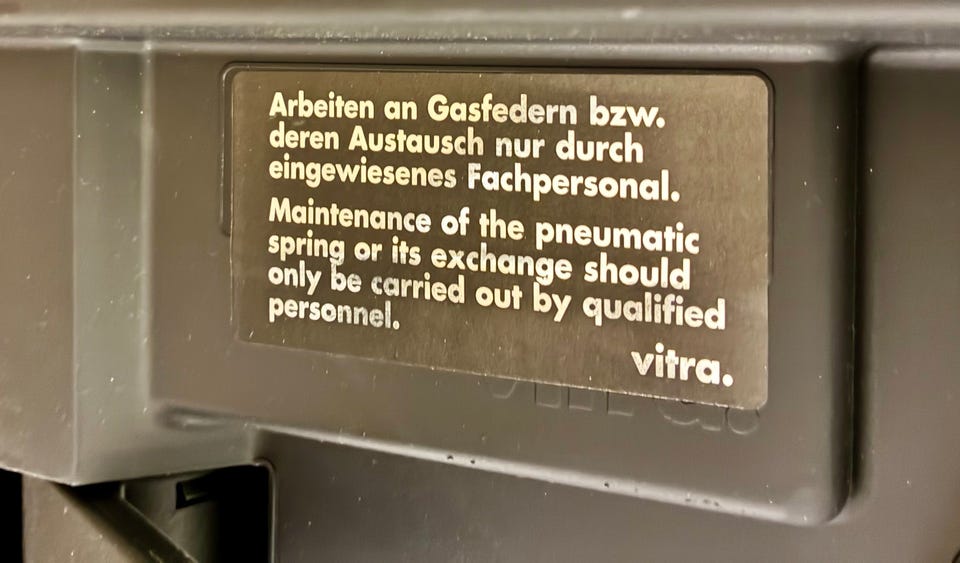 Arbeiten an Gasfedern bzw.
deren Austausch nur durch
eingewiesenes Fachpersonal.
Maintenance of the pneumatic
spring or its exchange should
only be carried out by qualified
personnel.
vitra.
vitra.